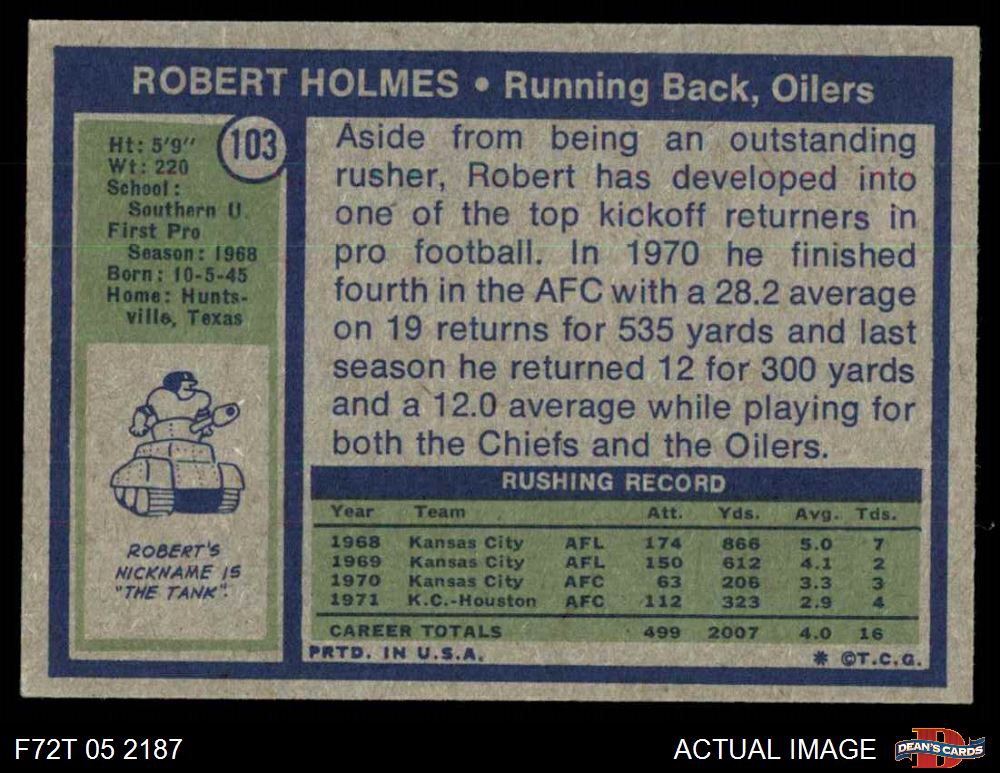 ROBERT HOLMES • Running Back, Oilers
103
Ht: 5'9"
Wt: 220
School:
Southern U.
First Pro
Season: 1968
Born: 10-5-45
Home: Hunts-
ville, Texas
ROBERT'S
NICKNAME IS
"THE TANK".
Aside from being an outstanding
rusher, Robert has developed into
one of the top kickoff returners in
pro football. In 1970 he finished
fourth in the AFC with a 28.2 average
on 19 returns for 535 yards and last
season he returned 12 for 300 yards
and a 12.0 average while playing for
both the Chiefs and the Oilers.
RUSHING RECORD
Year Team Att. Yds. Avg. Tds.
1968 Kansas City AFL 174 866 5.0 7
1969 Kansas City AFL 150 612 4.1 2
1970 Kansas City AFC 63 206 3.3 3
1971 K.C.-Houston AFC 112 323 2.9 4
CAREER TOTALS 499 2007 4.0 16
PRTD. IN U.S.A. * ©T.C.G.
F72T 05 2187 ACTUAL IMAGE DEAN'S CARDS